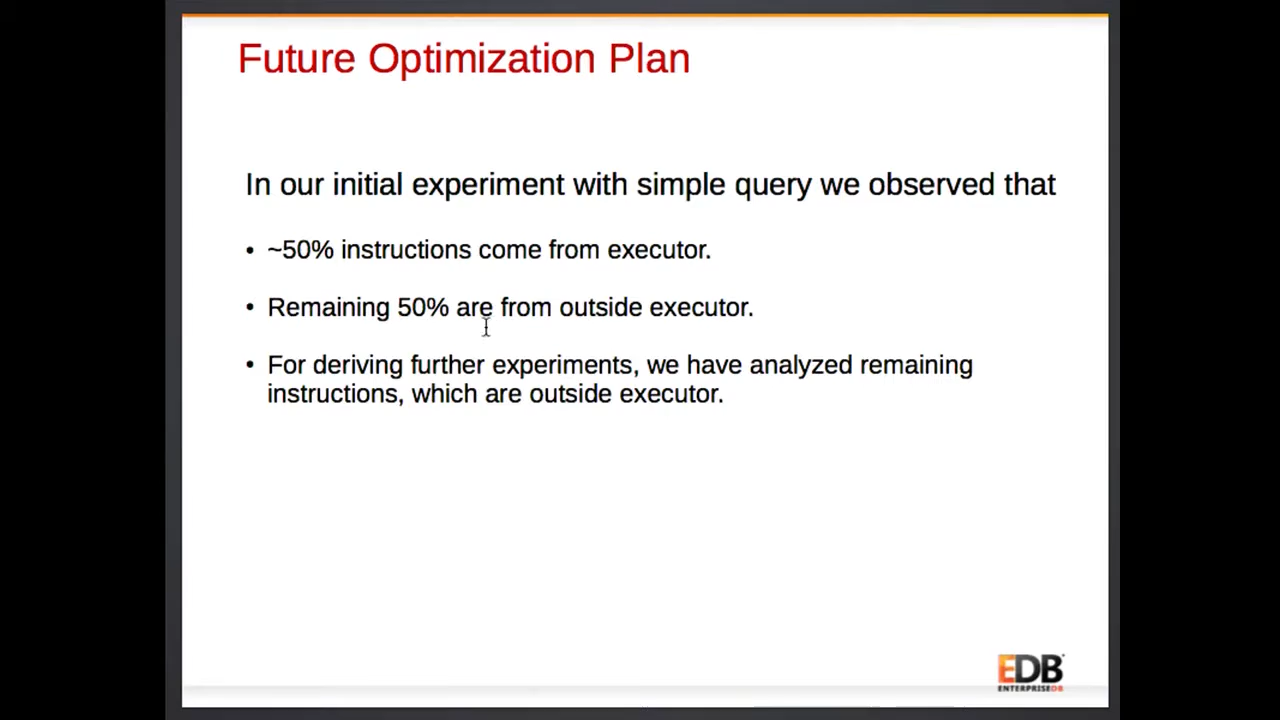 Future Optimization Plan
In our initial experiment with simple query we observed that
• ~50% instructions come from executor.
• Remaining 50% are from outside executor.
• For deriving further experiments, we have analyzed remaining
instructions, which are outside executor.
EDB
ENTERPRISEDB